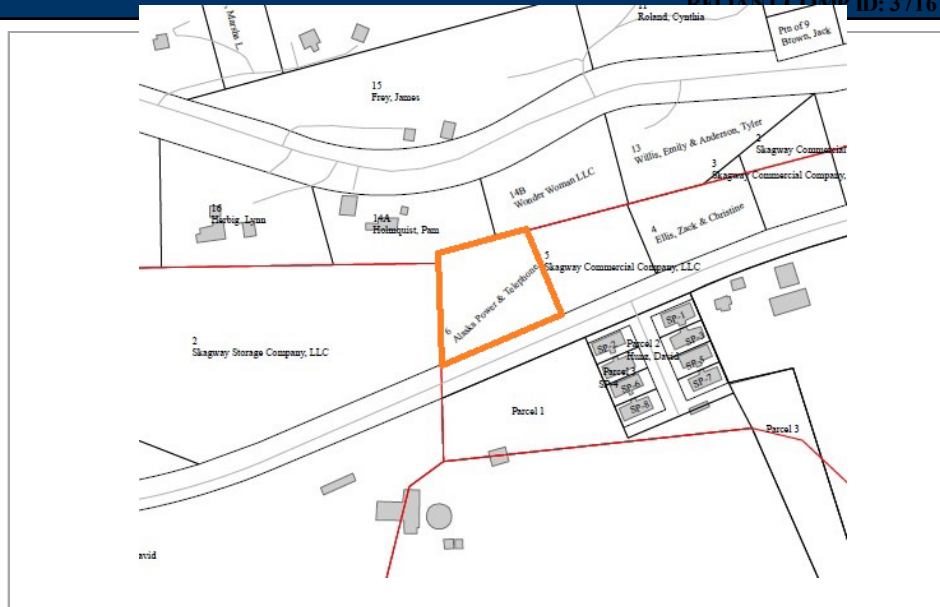 ID: 3716
Marsha L.
11
Roland, Cynthia
Ptn of 9
Brown, Jack
15
Frey, James
13
Willis, Emily & Anderson, Tyler
2
Skagway Commercial
3
Skagway Commercial Company,
14B
Wonder Woman LLC
16
Herbig, Lynn
14A
Holmquist, Pam
4
Ellis, Zack & Christine
5
Skagway Commercial Company, LLC
6
Alaska Power & Telephone
2
Skagway Storage Company, LLC
SP-1
SP-2
Parcel 2
Hunz, David
SP-3
Parcel 3
SP-4
SP-5
SP-6
SP-7
SP-8
Parcel 1
Parcel 3
avid